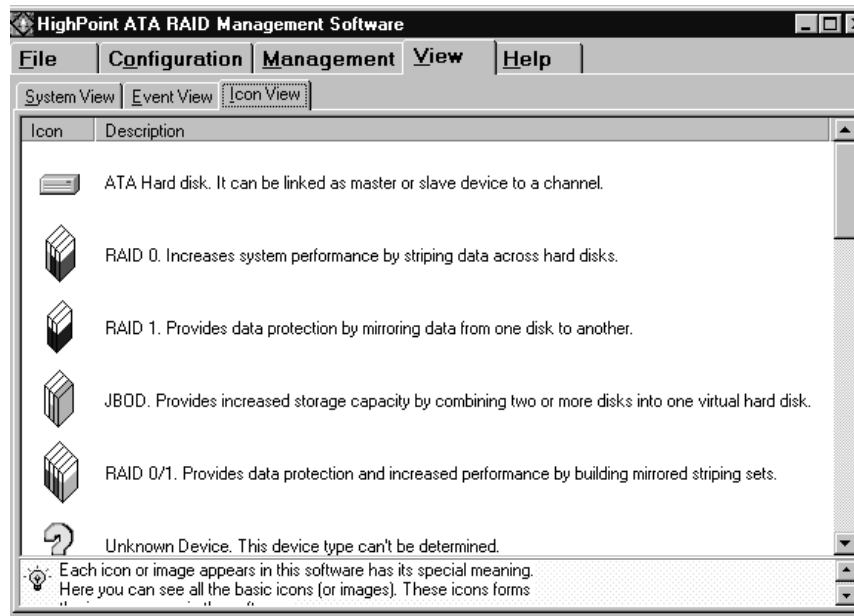 HighPoint ATA RAID Management Software
File Configuration Management View Help
System View Event View Icon View
Icon Description
ATA Hard disk. It can be linked as master or slave device to a channel.
RAID 0. Increases system performance by striping data across hard disks.
RAID 1. Provides data protection by mirroring data from one disk to another.
JBOD. Provides increased storage capacity by combining two or more disks into one virtual hard disk.
RAID 0/1. Provides data protection and increased performance by building mirrored striping sets.
Unknown Device. This device type can't be determined.
Each icon or image appears in this software has its special meaning.
Here you can see all the basic icons (or images). These icons forms